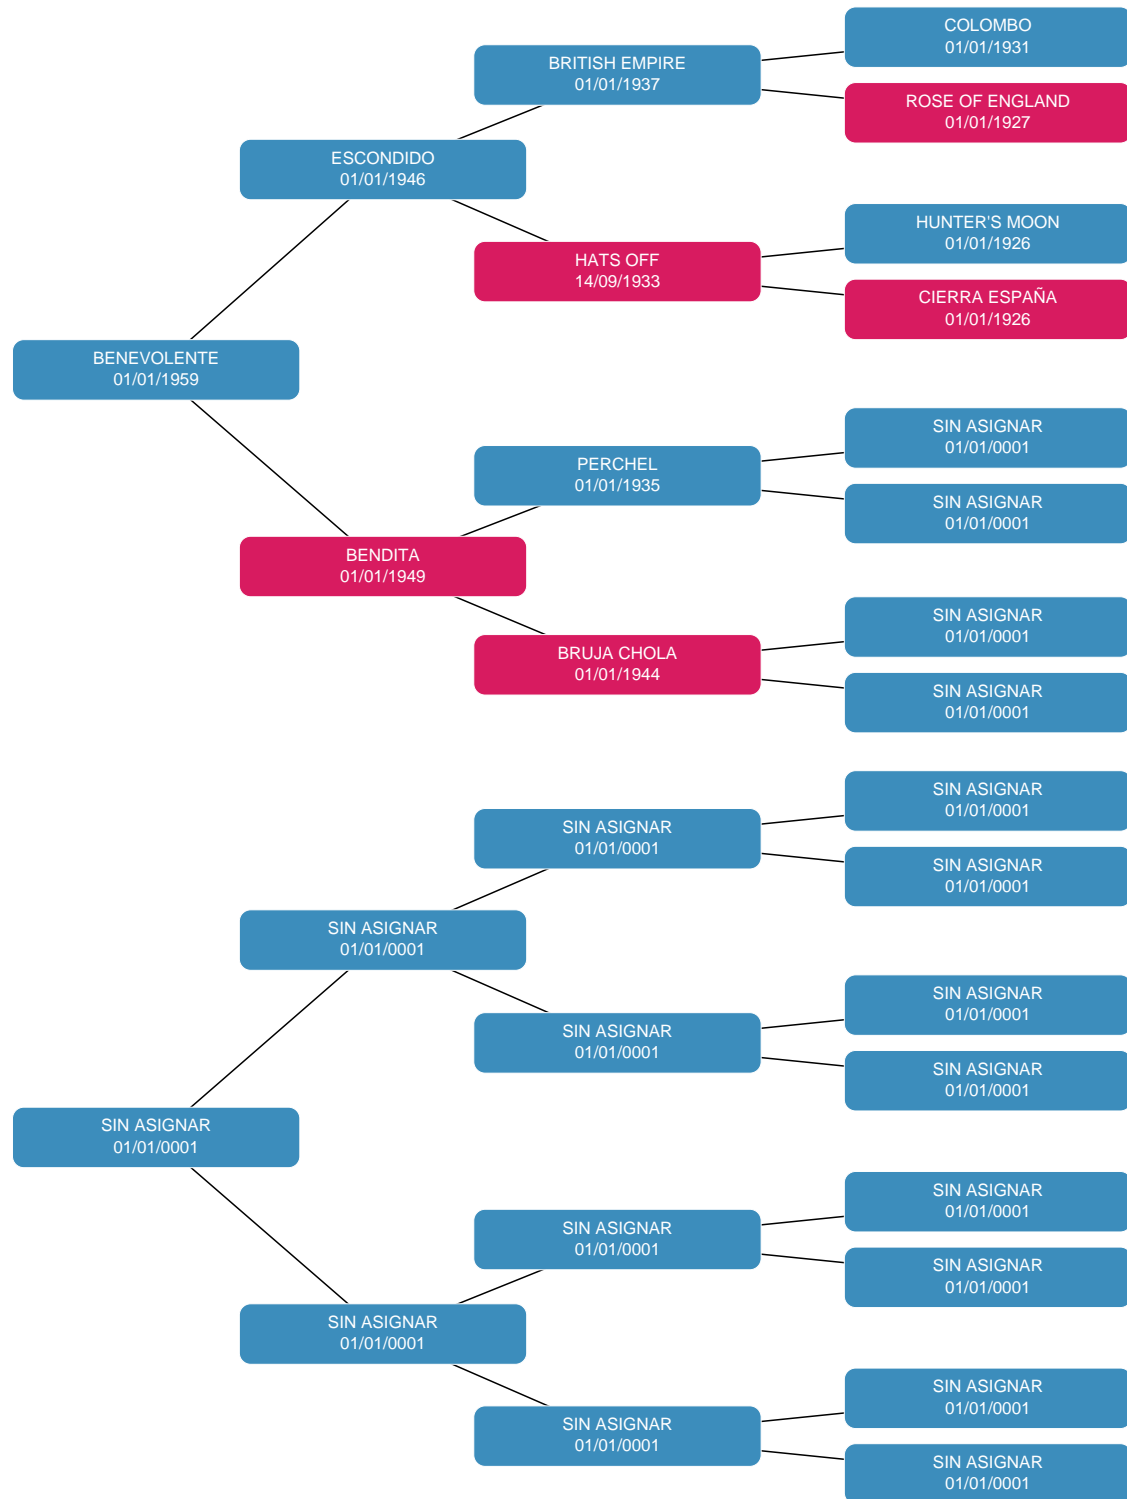 COLOMBO
01/01/1931
BRITISH EMPIRE
01/01/1937
ROSE OF ENGLAND
01/01/1927
ESCONDIDO
01/01/1946
HUNTER'S MOON
01/01/1926
HATS OFF
14/09/1933
CIERRA ESPAÑA
01/01/1926
BENEVOLENTE
01/01/1959
SIN ASIGNAR
01/01/0001
PERCHEL
01/01/1935
SIN ASIGNAR
01/01/0001
BENDITA
01/01/1949
SIN ASIGNAR
01/01/0001
BRUJA CHOLA
01/01/1944
SIN ASIGNAR
01/01/0001
SIN ASIGNAR
01/01/0001
SIN ASIGNAR
01/01/0001
SIN ASIGNAR
01/01/0001
SIN ASIGNAR
01/01/0001
SIN ASIGNAR
01/01/0001
SIN ASIGNAR
01/01/0001
SIN ASIGNAR
01/01/0001
SIN ASIGNAR
01/01/0001
SIN ASIGNAR
01/01/0001
SIN ASIGNAR
01/01/0001
SIN ASIGNAR
01/01/0001
SIN ASIGNAR
01/01/0001
SIN ASIGNAR
01/01/0001
SIN ASIGNAR
01/01/0001
SIN ASIGNAR
01/01/0001